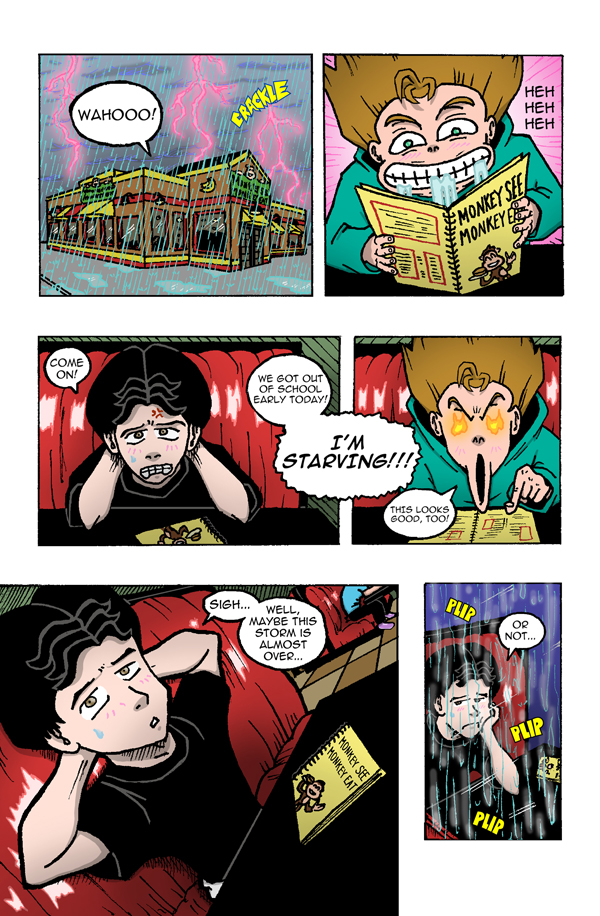 WAHOOO!
CRACKLE
HEH
HEH
HEH
MONKEY SEE
MONKEY EAT
COME
ON!
WE GOT OUT
OF SCHOOL
EARLY TODAY!
I'M
STARVING!!!
THIS LOOKS
GOOD, TOO!
SIGH...
WELL,
MAYBE THIS
STORM IS
ALMOST
OVER...
MONKEY SEE
MONKEY EAT
PLIP
OR
NOT...
PLIP
PLIP